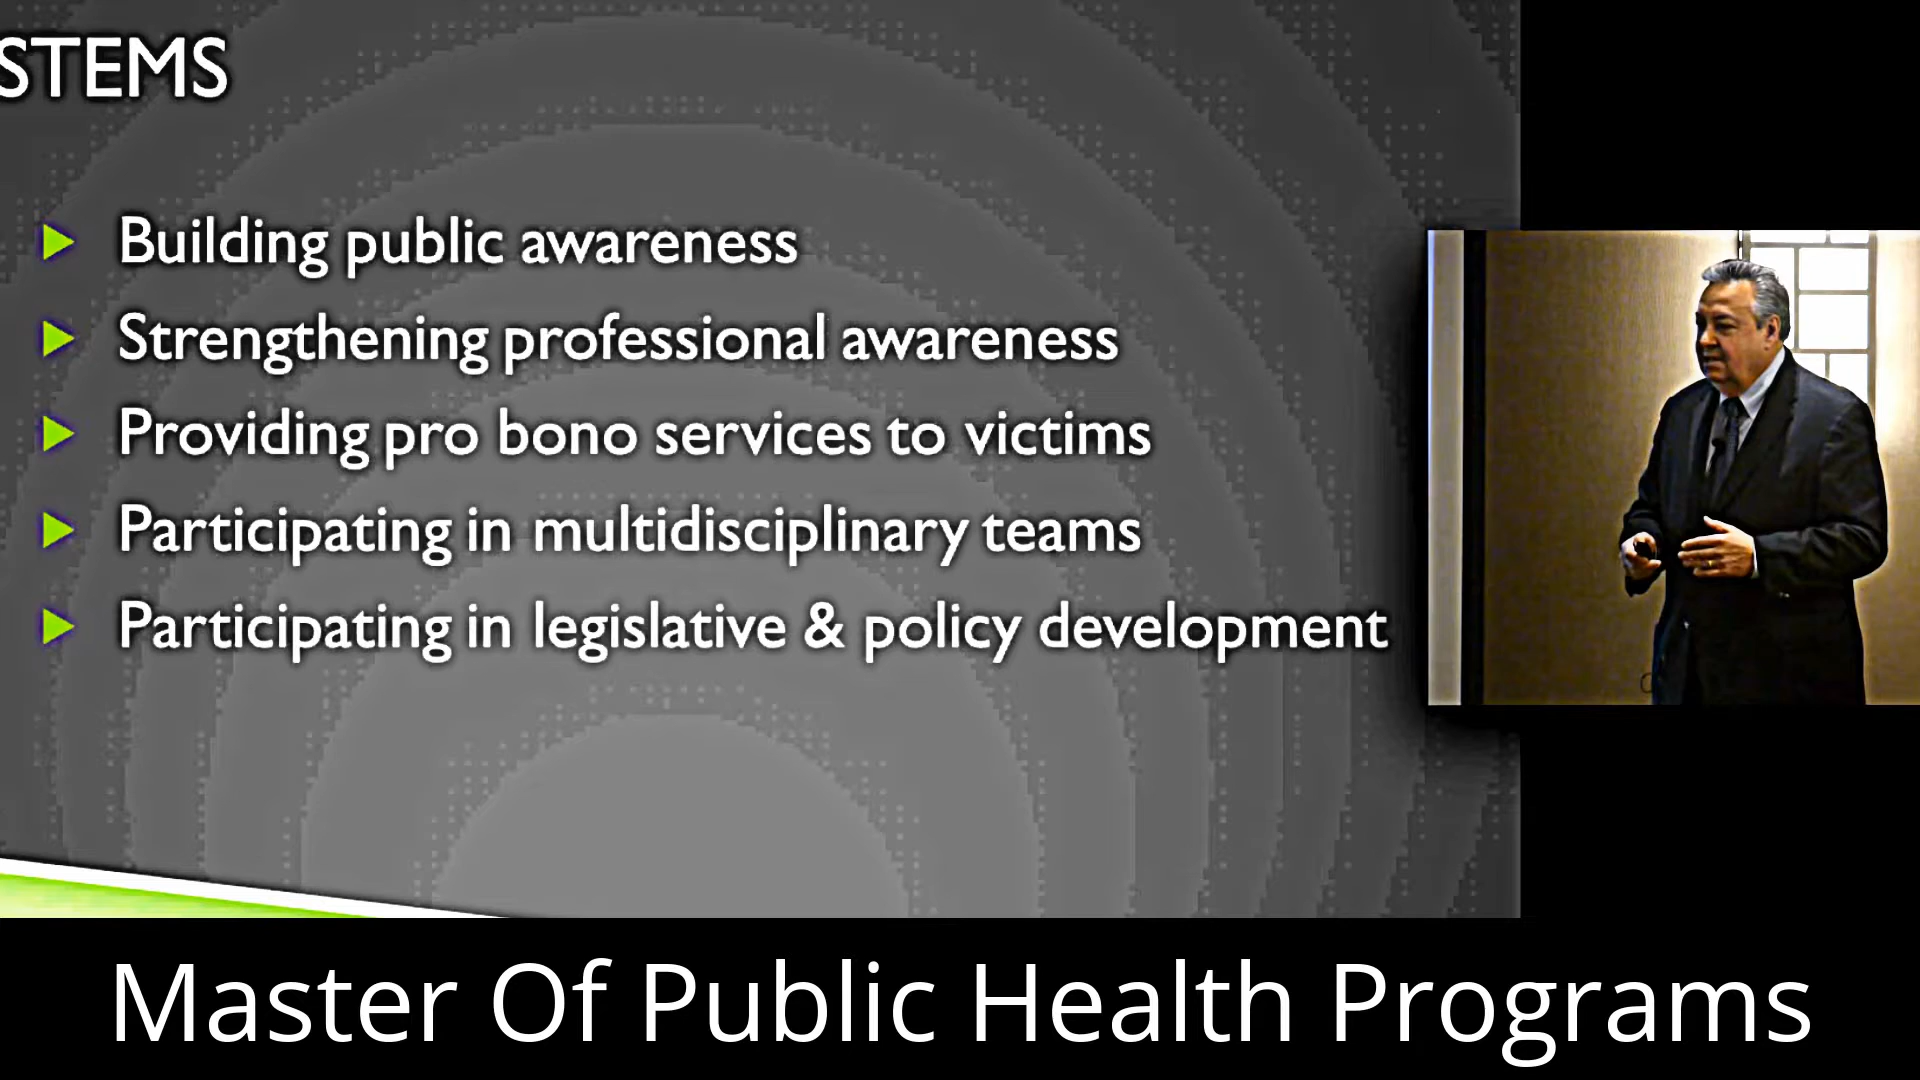 STEMS
Building public awareness
Strengthening professional awareness
Providing pro bono services to victims
Participating in multidisciplinary teams
Participating in legislative & policy development
Master Of Public Health Programs